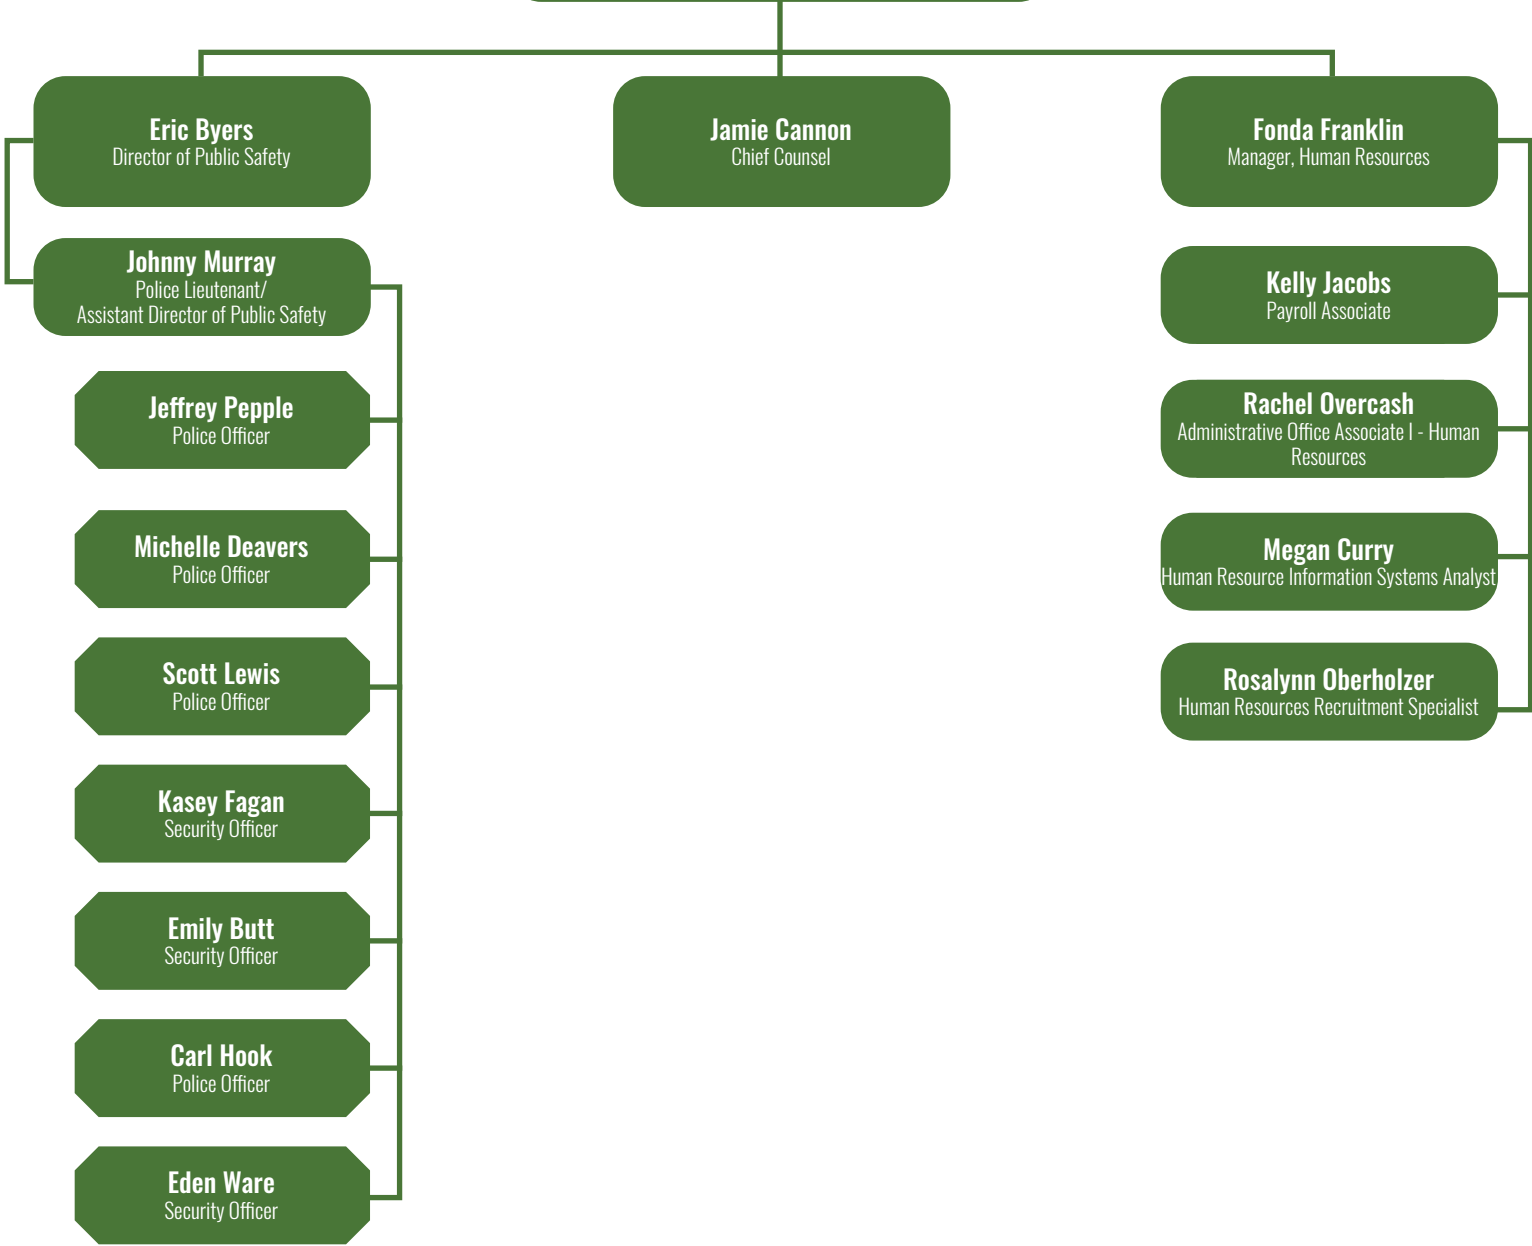 Eric Byers
Director of Public Safety
Jamie Cannon
Chief Counsel
Fonda Franklin
Manager, Human Resources
Johnny Murray
Police Lieutenant/
Assistant Director of Public Safety
Jeffrey Pepple
Police Officer
Michelle Deavers
Police Officer
Scott Lewis
Police Officer
Kasey Fagan
Security Officer
Emily Butt
Security Officer
Carl Hook
Police Officer
Eden Ware
Security Officer
Kelly Jacobs
Payroll Associate
Rachel Overcash
Administrative Office Associate I - Human
Resources
Megan Curry
Human Resource Information Systems Analyst
Rosalynn Oberholzer
Human Resources Recruitment Specialist